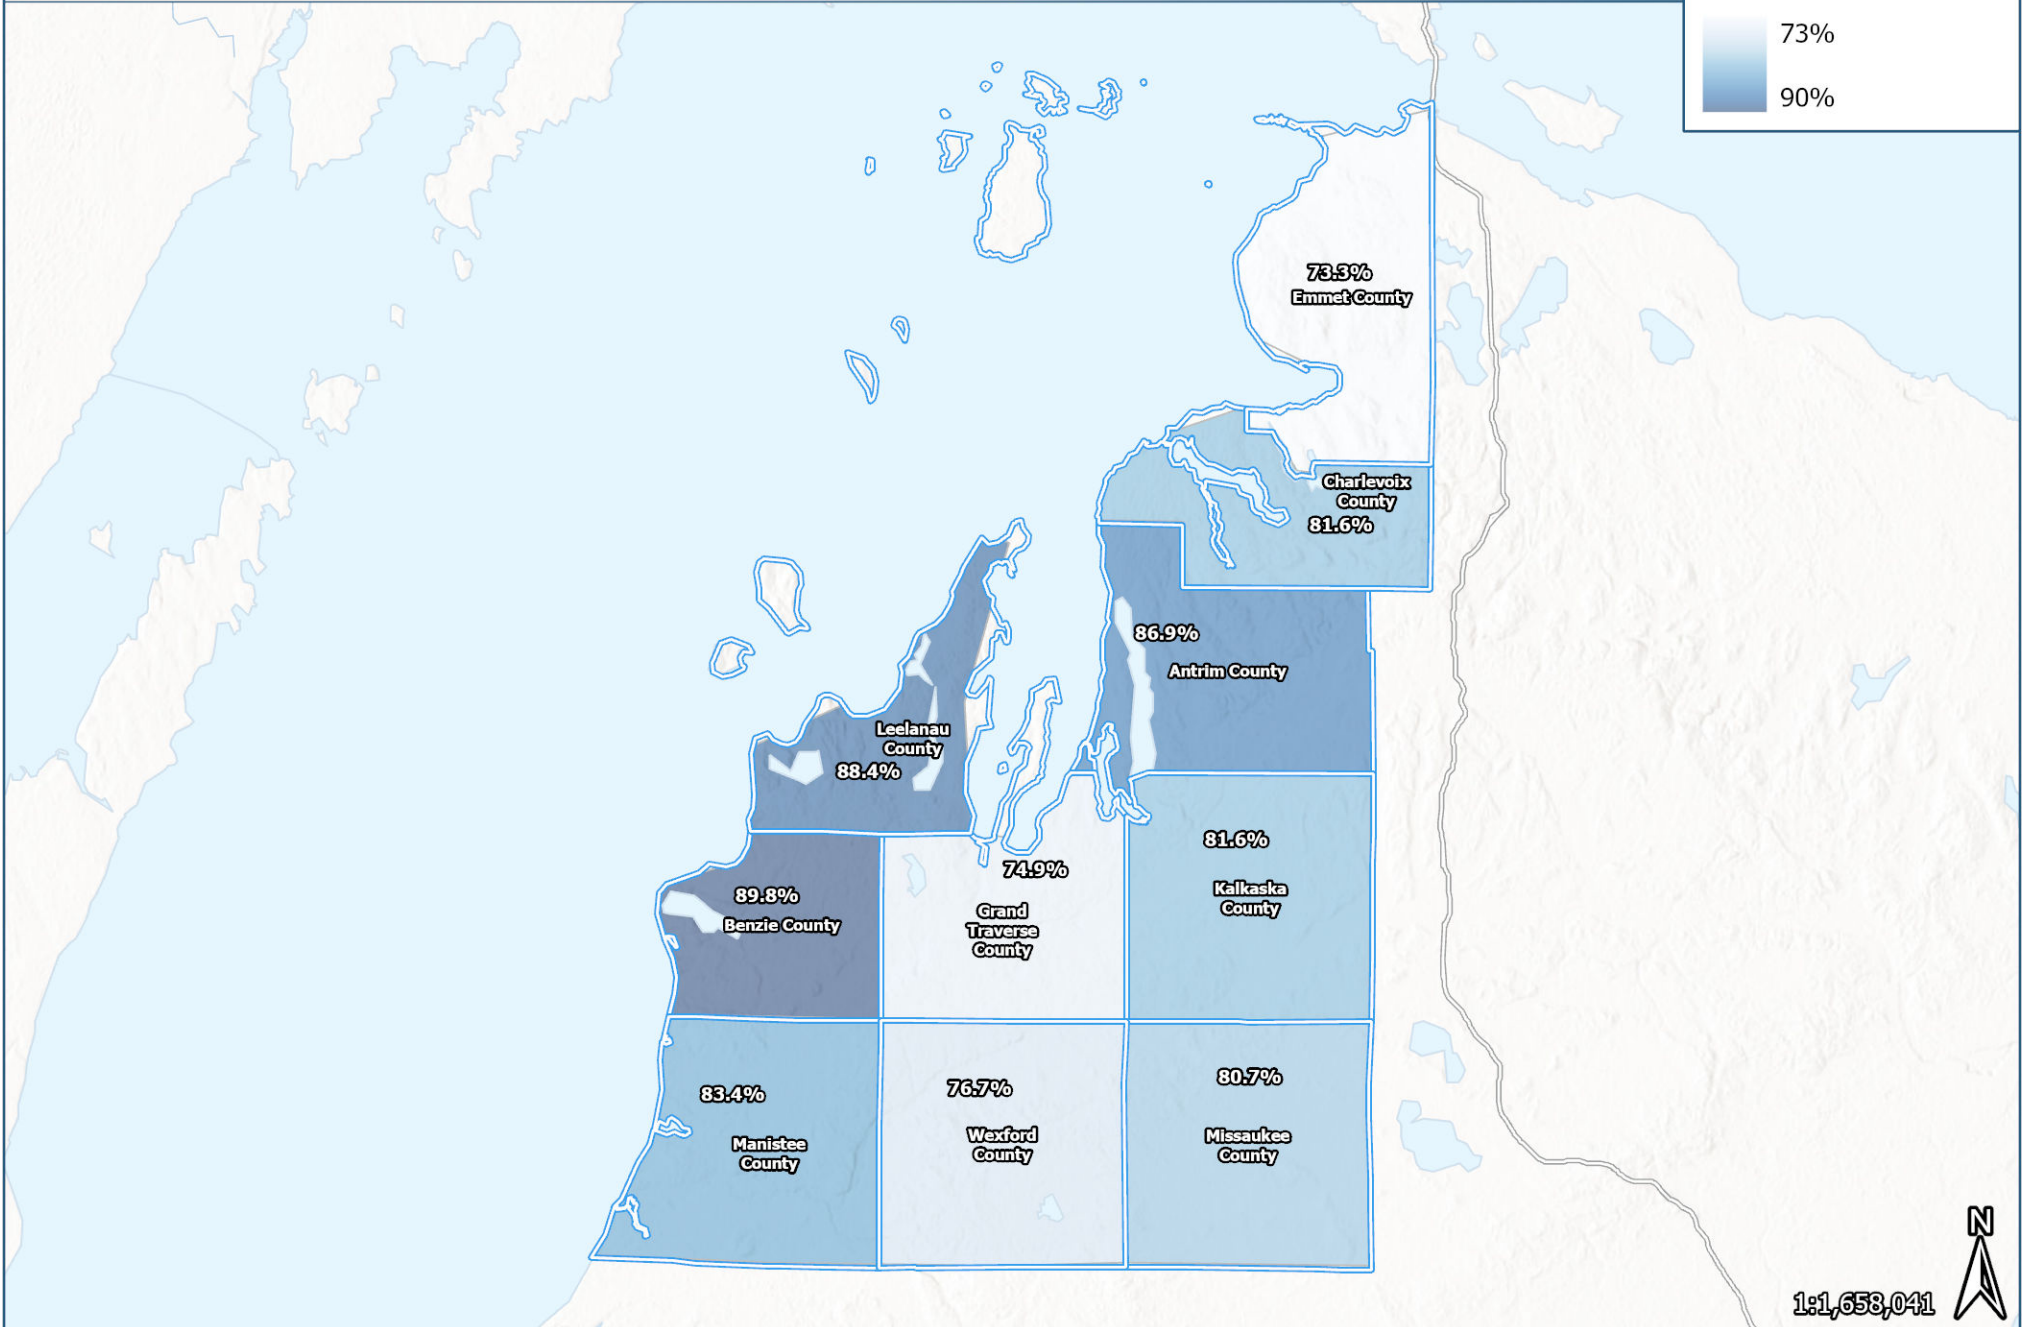 73%
90%
73.3%
Emmet County
Charlevoix
County
81.6%
86.9%
Antrim County
Leelanau
County
88.4%
81.6%
Kalkaska
County
74.9%
Grand
Traverse
County
89.8%
Benzie County
83.4%
Manistee
County
76.7%
Wexford
County
80.7%
Missaukee
County
N
1:1,658,041